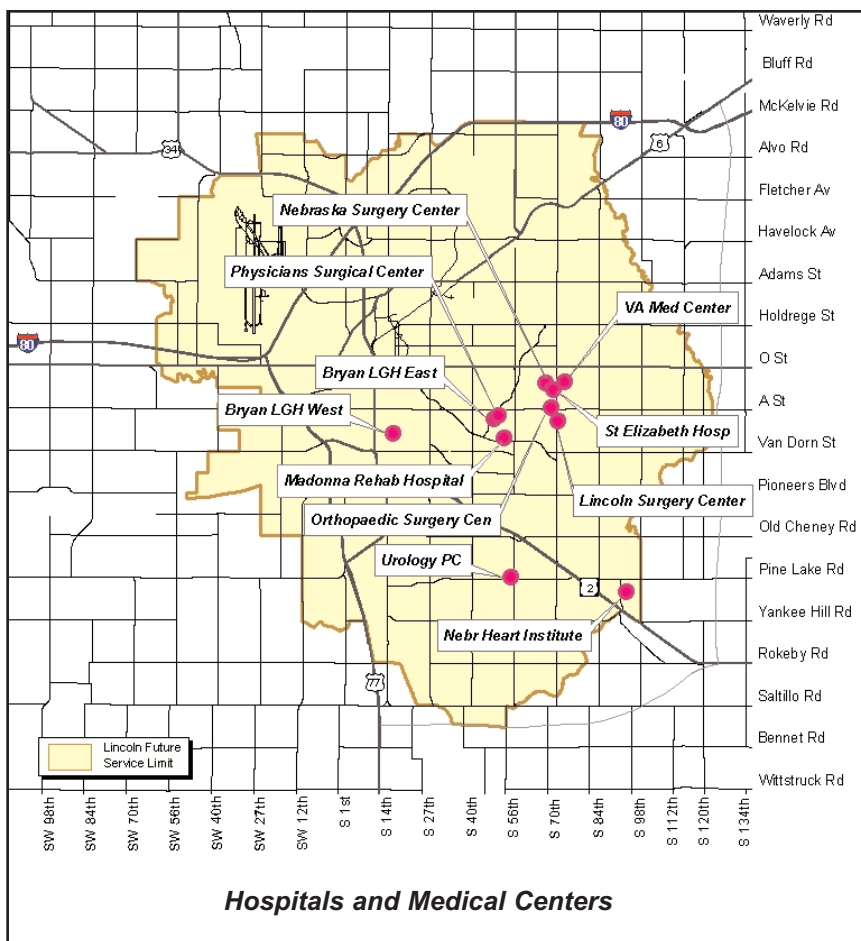 Waverly Rd
Bluff Rd
McKelvie Rd
80
6
34
Alvo Rd
Fletcher Av
Nebraska Surgery Center
Havelock Av
Physicians Surgical Center
Adams St
VA Med Center
Holdrege St
80
O St
Bryan LGH East
A St
Bryan LGH West
St Elizabeth Hosp
Van Dorn St
Madonna Rehab Hospital
Pioneers Blvd
Lincoln Surgery Center
Orthopaedic Surgery Cen
Old Cheney Rd
Urology PC
Pine Lake Rd
2
Yankee Hill Rd
Nebr Heart Institute
Rokeby Rd
77
Saltillo Rd
Bennet Rd
Lincoln Future
Service Limit
Wittstruck Rd
SW 98th
SW 84th
SW 70th
SW 56th
SW 40th
SW 27th
SW 12th
S 1st
S 14th
S 27th
S 40th
S 56th
S 70th
S 84th
S 98th
S 112th
S 120th
S 134th
Hospitals and Medical Centers